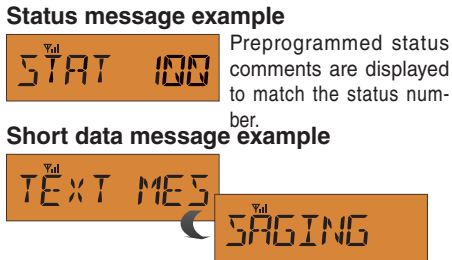 Status message example
STAT 100
Preprogrammed status
comments are displayed
to match the status num-
ber.
Short data message example
TEXT MES
SAGING